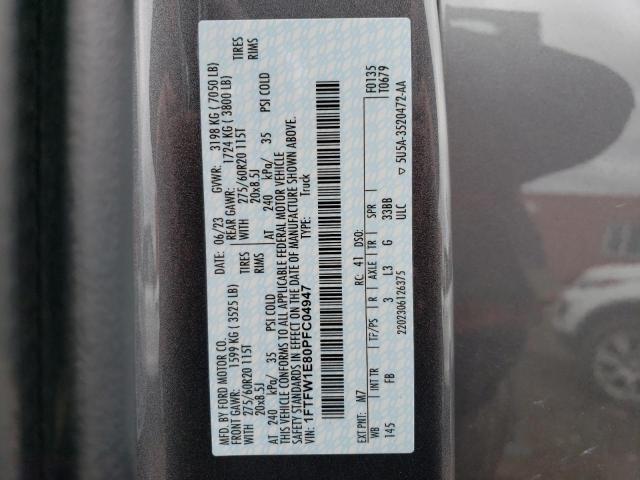 MFD. BY FORD MOTOR CO.
DATE: 06/23 GVWR: 3198 KG ( 7050 LB)
FRONT GAWR: 1599 KG (3525 LB) REAR GAWR: 1724 KG ( 3800 LB)
WITH 275/60R20 115T TIRES WITH 275/60R20 115T TIRES
20x8.5J RIMS 20x8.5J RIMS
AT 240 kPa/ 35 PSI COLD AT 240 kPa/ 35 PSI COLD
THIS VEHICLE CONFORMS TO ALL APPLICABLE FEDERAL MOTOR VEHICLE
SAFETY STANDARDS IN EFFECT ON THE DATE OF MANUFACTURE SHOWN ABOVE.
VIN: 1FTFW1E80PFC04947
TYPE: Truck
EXT PNT: M7 RC: 41 DSO: F0135
WB INT TR TF/PS R AXLE TR SPR T0679
145 FB 3 L3 G 33BB
ULC ▽ 5U5A-3520472-AA
2202306126375